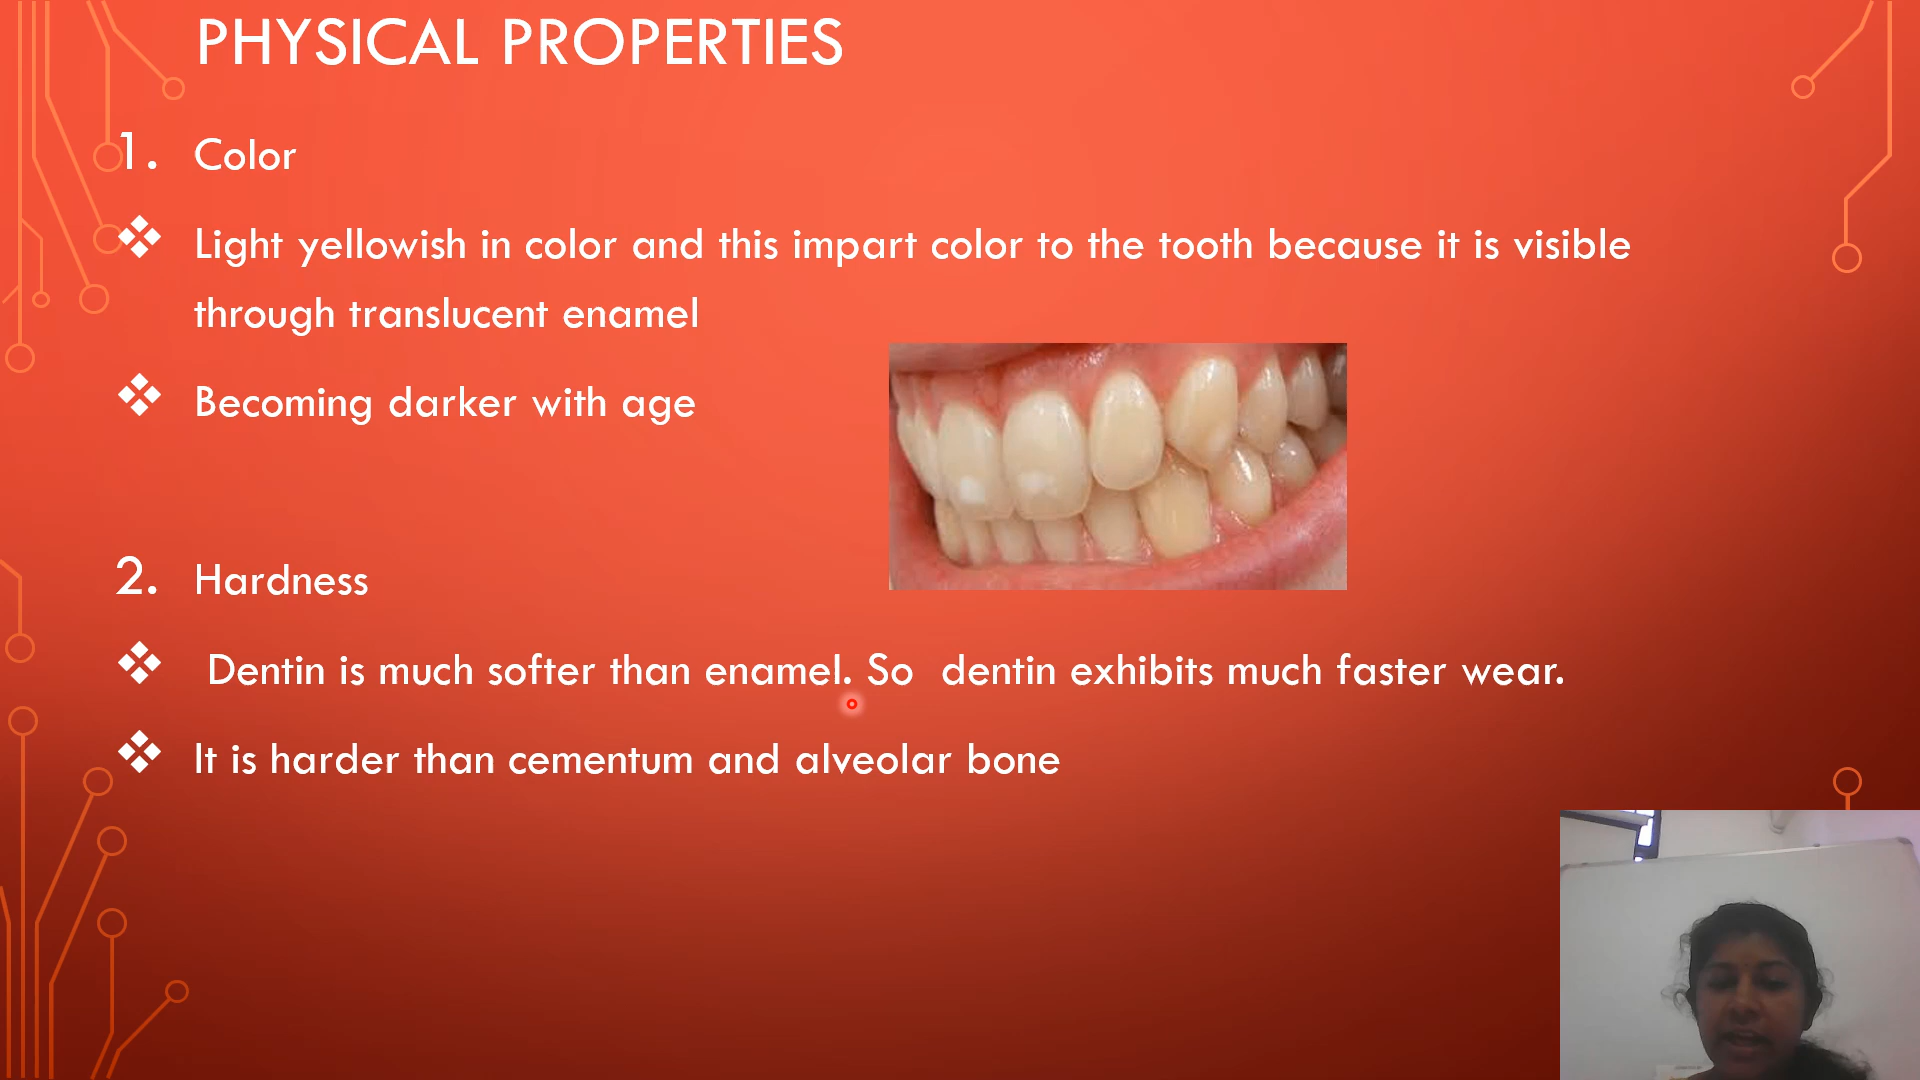 PHYSICAL PROPERTIES
1. Color
❖ Light yellowish in color and this impart color to the tooth because it is visible
through translucent enamel
❖ Becoming darker with age
2. Hardness
❖ Dentin is much softer than enamel. So dentin exhibits much faster wear.
❖ It is harder than cementum and alveolar bone